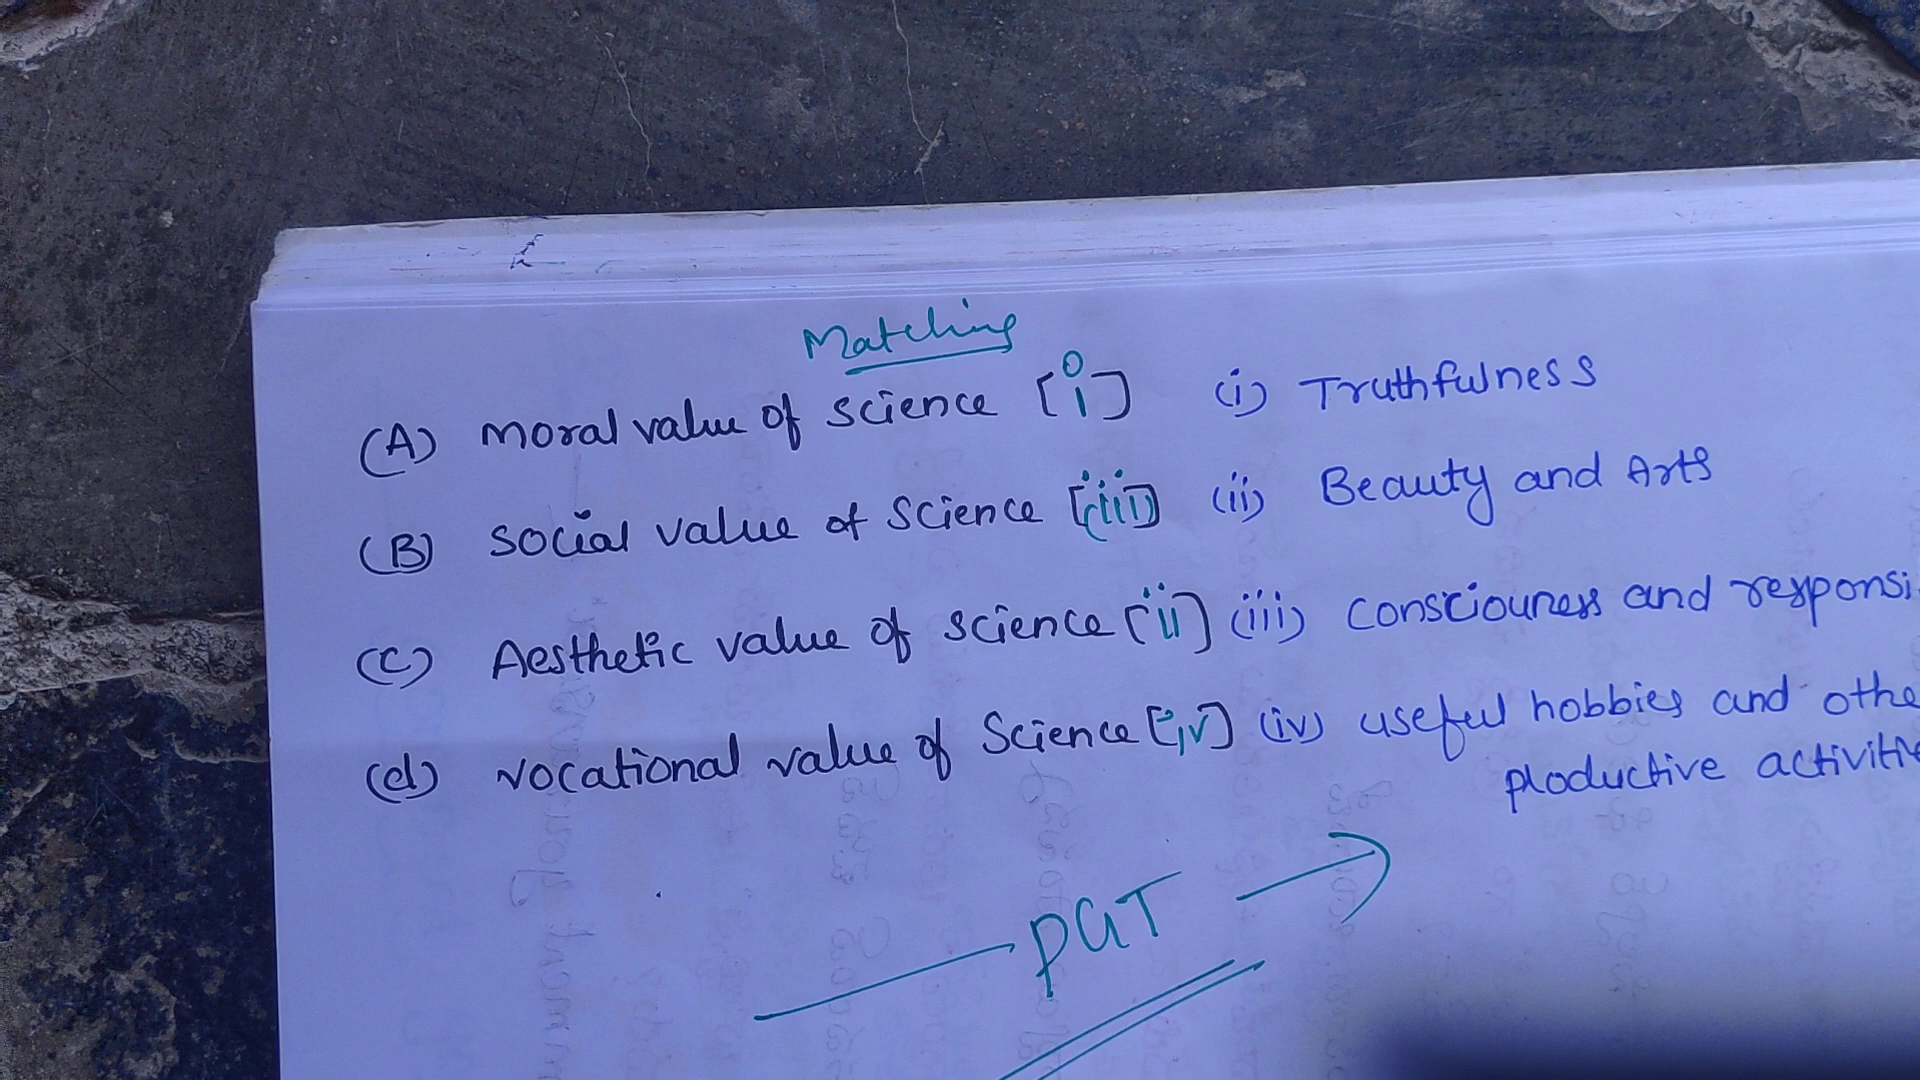 Matching
(A) Moral value of science [i] (i) Truthfulness
(B) Social value of science [iii] (ii) Beauty and Arts
(C) Aesthetic value of science [ii] (iii) Consciouness and responsi
(d) vocational value of Science [iv] (iv) useful hobbies and othe
productive activitie
PGT